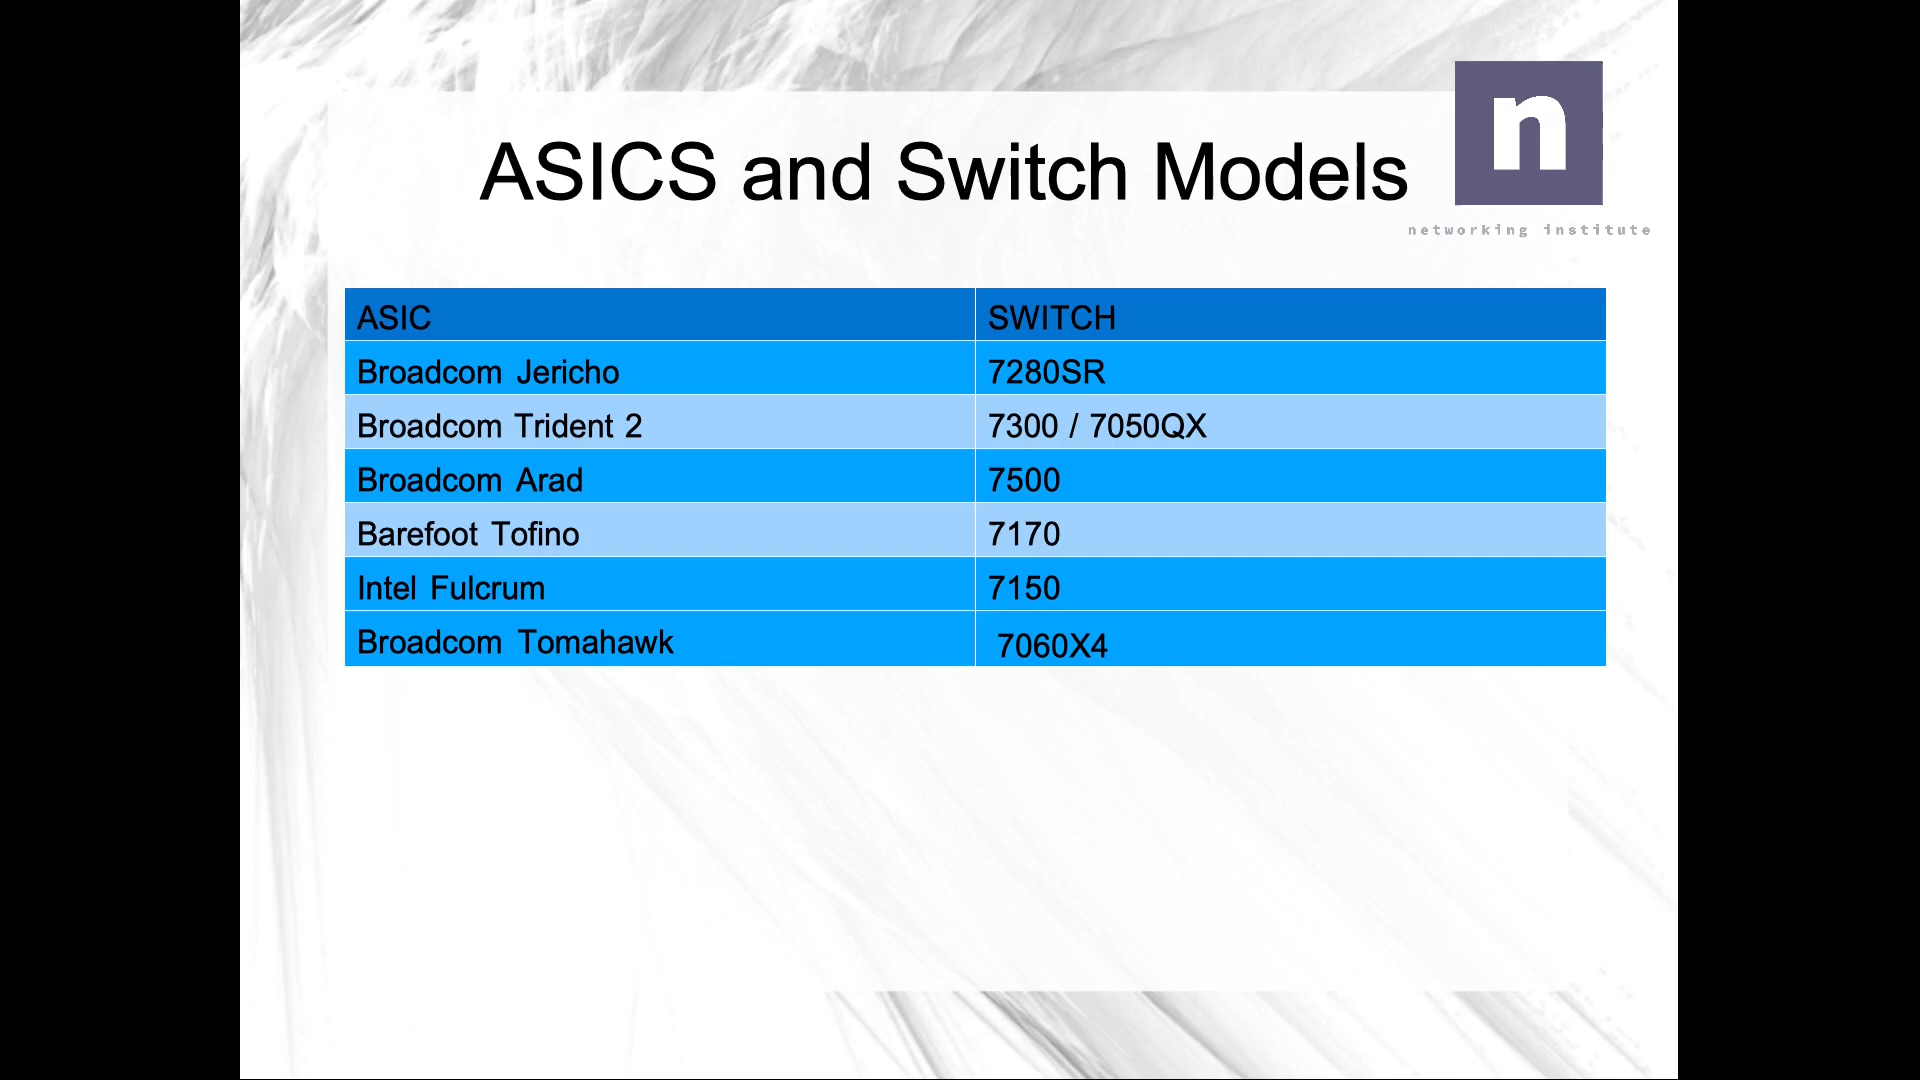 ASICS and Switch Models
n
networking institute
ASIC SWITCH
Broadcom Jericho 7280SR
Broadcom Trident 2 7300 / 7050QX
Broadcom Arad 7500
Barefoot Tofino 7170
Intel Fulcrum 7150
Broadcom Tomahawk 7060X4